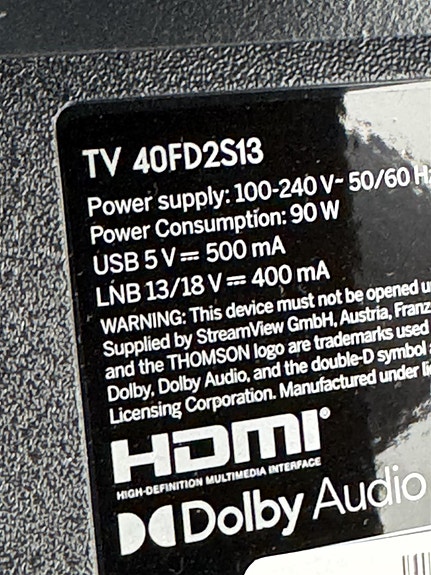 TV 40FD2S13
Power supply: 100-240 V~ 50/60 Hz
Power Consumption: 90 W
USB 5 V⎓ 500 mA
LNB 13/18 V⎓ 400 mA
WARNING: This device must not be opened
Supplied by StreamView GmbH, Austria, Franz
and the THOMSON logo are trademarks used
Dolby, Dolby Audio, and the double-D symbol
Licensing Corporation. Manufactured under
HDMI®
HIGH-DEFINITION MULTIMEDIA INTERFACE
Dolby Audio